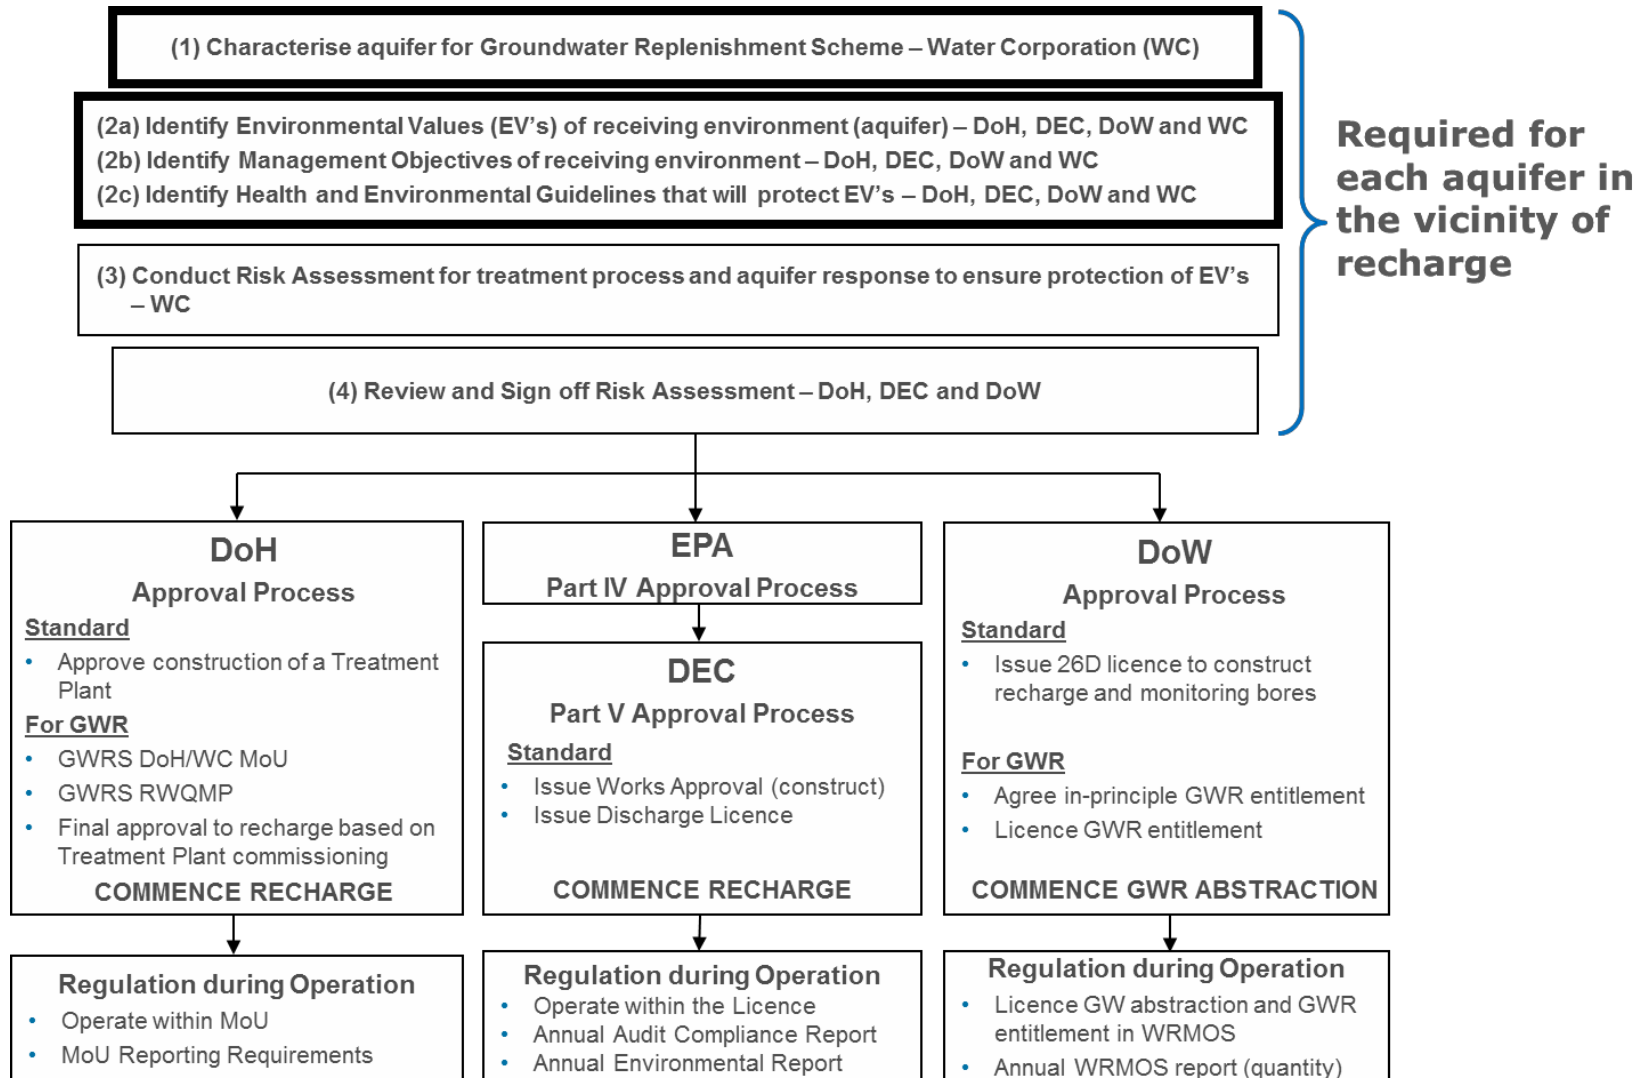 (1) Characterise aquifer for Groundwater Replenishment Scheme – Water Corporation (WC)
(2a) Identify Environmental Values (EV's) of receiving environment (aquifer) – DoH, DEC, DoW and WC
(2b) Identify Management Objectives of receiving environment – DoH, DEC, DoW and WC
(2c) Identify Health and Environmental Guidelines that will protect EV's – DoH, DEC, DoW and WC
(3) Conduct Risk Assessment for treatment process and aquifer response to ensure protection of EV's
– WC
(4) Review and Sign off Risk Assessment – DoH, DEC and DoW
Required for
each aquifer in
the vicinity of
recharge
DoH
Approval Process
Standard
• Approve construction of a Treatment
Plant
For GWR
• GWRS DoH/WC MoU
• GWRS RWQMP
• Final approval to recharge based on
Treatment Plant commissioning
COMMENCE RECHARGE
EPA
Part IV Approval Process
DEC
Part V Approval Process
Standard
• Issue Works Approval (construct)
• Issue Discharge Licence
COMMENCE RECHARGE
DoW
Approval Process
Standard
• Issue 26D licence to construct
recharge and monitoring bores
For GWR
• Agree in-principle GWR entitlement
• Licence GWR entitlement
COMMENCE GWR ABSTRACTION
Regulation during Operation
• Operate within MoU
• MoU Reporting Requirements
Regulation during Operation
• Operate within the Licence
• Annual Audit Compliance Report
• Annual Environmental Report
Regulation during Operation
• Licence GW abstraction and GWR
entitlement in WRMOS
• Annual WRMOS report (quantity)